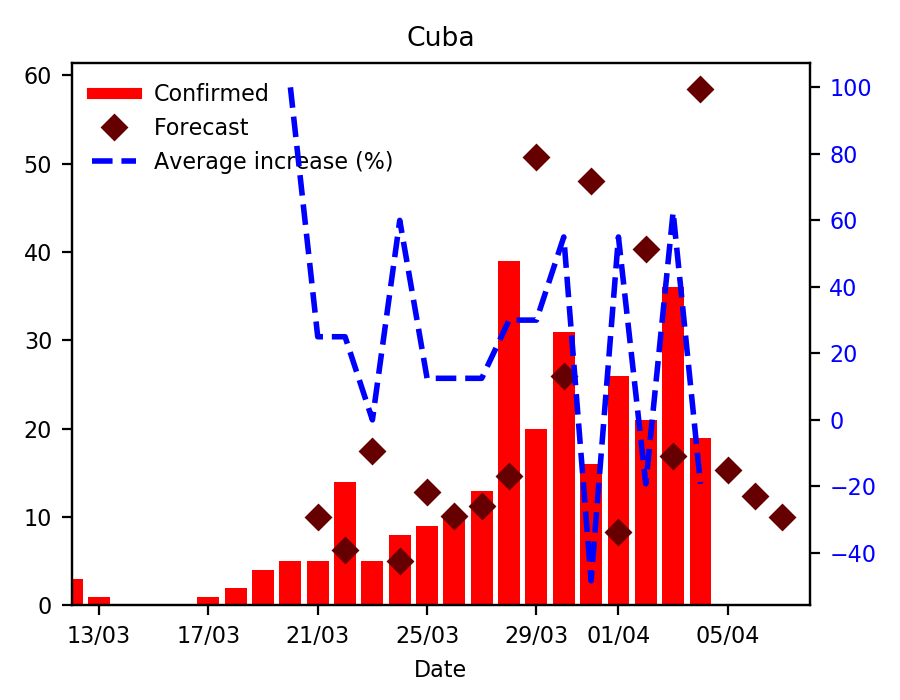 Cuba
60
50
40
30
20
10
0
Confirmed
Forecast
Average increase (%)
100
80
60
40
20
0
−20
−40
13/03 17/03 21/03 25/03 29/03 01/04 05/04
Date